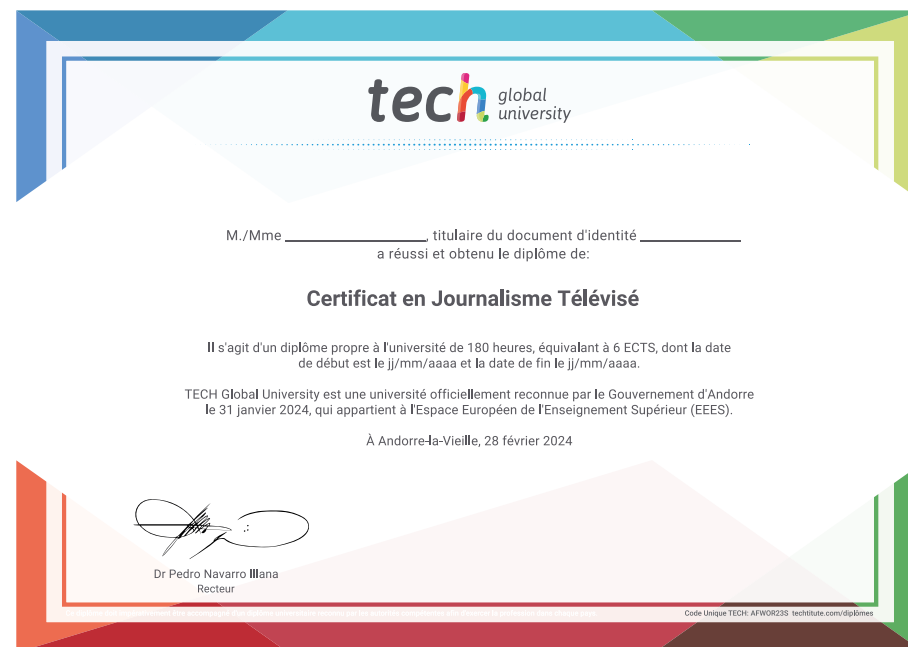 tech global university
M./Mme ____________, titulaire du document d'identité ____________
a réussi et obtenu le diplôme de:
Certificat en Journalisme Télévisé
Il s'agit d'un diplôme propre à l'université de 180 heures, équivalant à 6 ECTS, dont la date
de début est le jj/mm/aaaa et la date de fin le jj/mm/aaaa.
TECH Global University est une université officiellement reconnue par le Gouvernement d'Andorre
le 31 janvier 2024, qui appartient à l'Espace Européen de l'Enseignement Supérieur (EEES).
À Andorre-la-Vieille, 28 février 2024
Dr Pedro Navarro Illana
Recteur
Code Unique TECH: AFWOR23S techtitute.com/diplômes